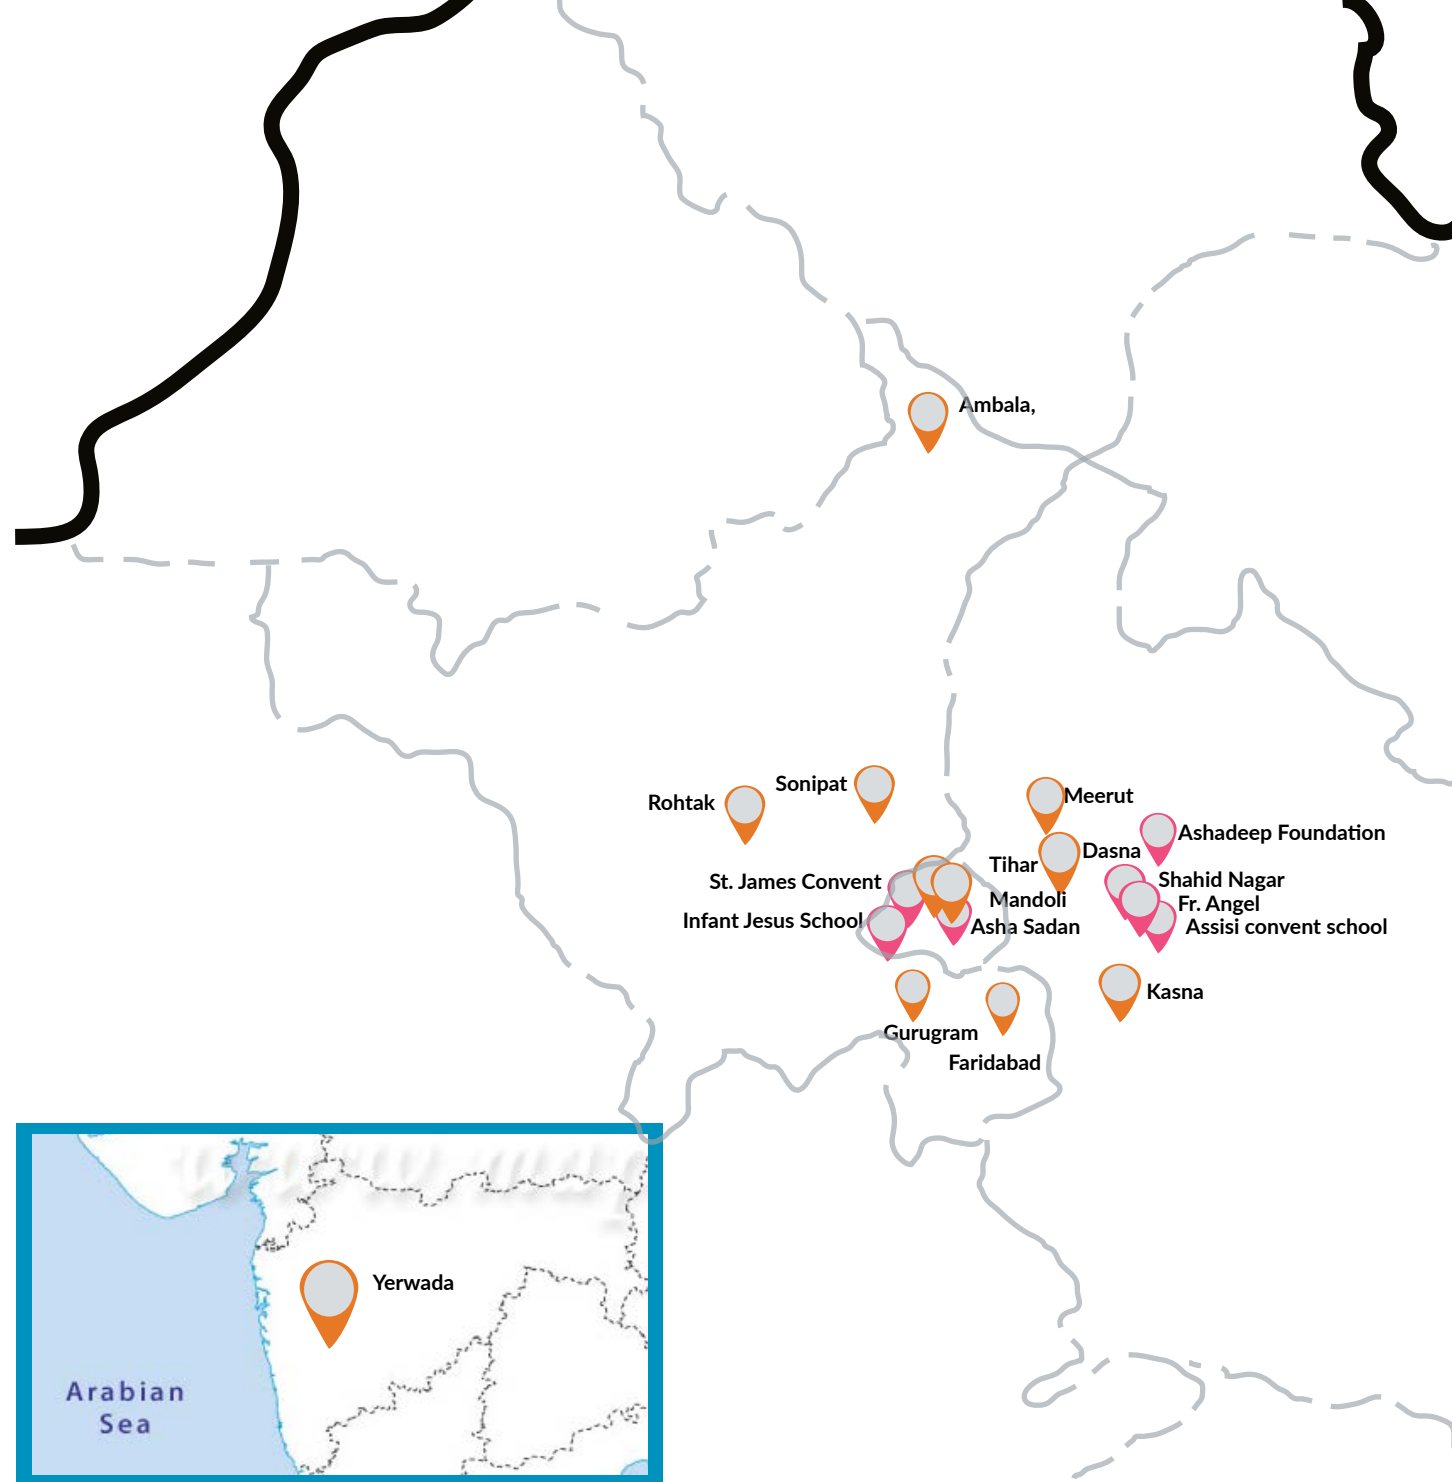 Ambala,
Sonipat
Rohtak
Meerut
Ashadeep Foundation
Dasna
Tihar
St. James Convent
Shahid Nagar
Mandoli
Fr. Angel
Infant Jesus School
Asha Sadan
Assisi convent school
Kasna
Gurugram
Faridabad
Yerwada
Arabian
Sea